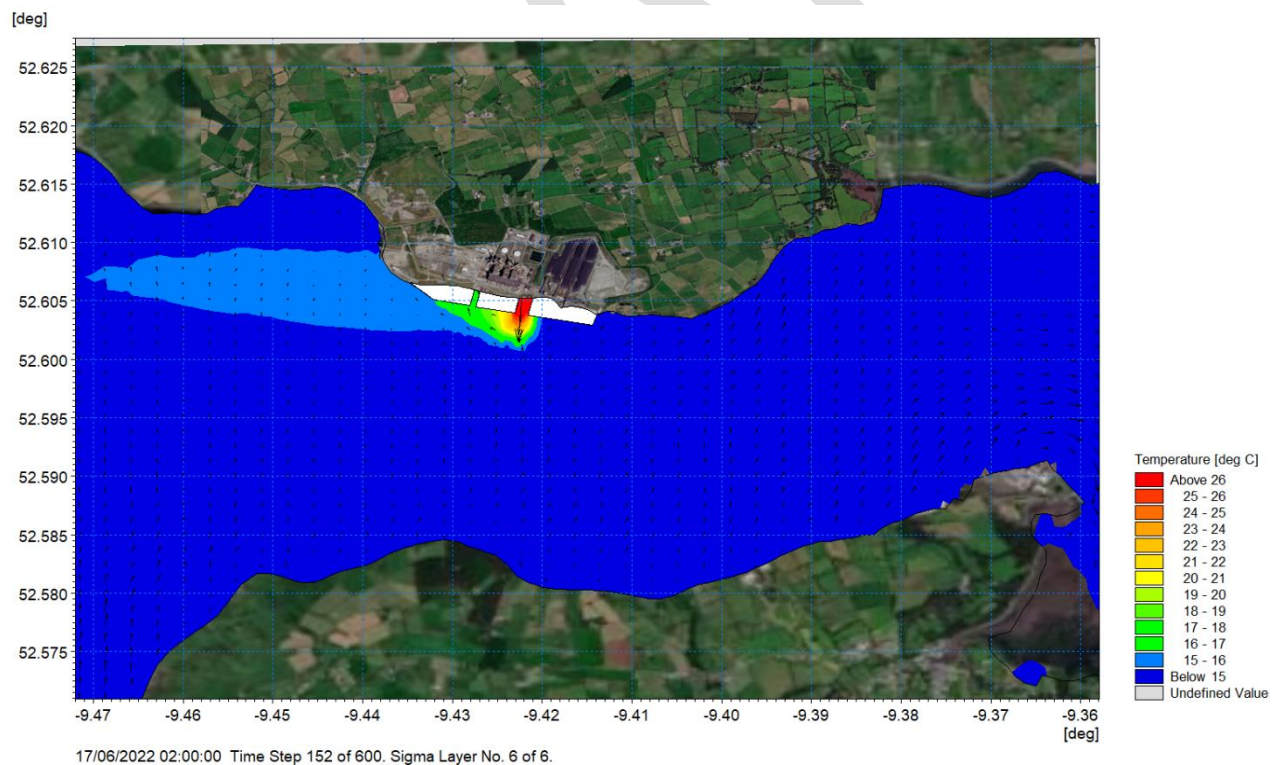 [deg]
52.625
52.620
52.615
52.610
52.605
52.600
52.595
52.590
52.585
52.580
52.575
-9.47 -9.46 -9.45 -9.44 -9.43 -9.42 -9.41 -9.40 -9.39 -9.38 -9.37 -9.36
[deg]
Temperature [deg C]
Above 26
25 - 26
24 - 25
23 - 24
22 - 23
21 - 22
20 - 21
19 - 20
18 - 19
17 - 18
16 - 17
15 - 16
Below 15
Undefined Value
17/06/2022 02:00:00 Time Step 152 of 600. Sigma Layer No. 6 of 6.